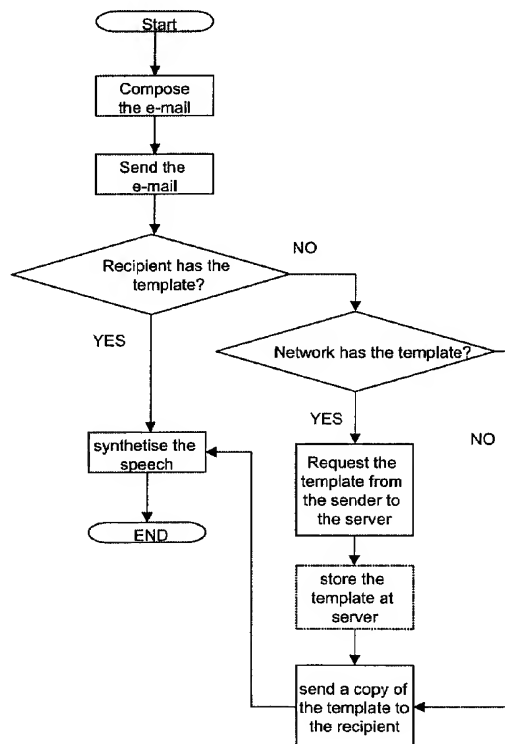 Start
Compose
the e-mail
Send the
e-mail
Recipient has the
template?
NO
YES
Network has the template?
YES
NO
synthetise the
speech
Request the
template from
the sender to
the server
END
store the
template at
server
send a copy of
the template to
the recipient